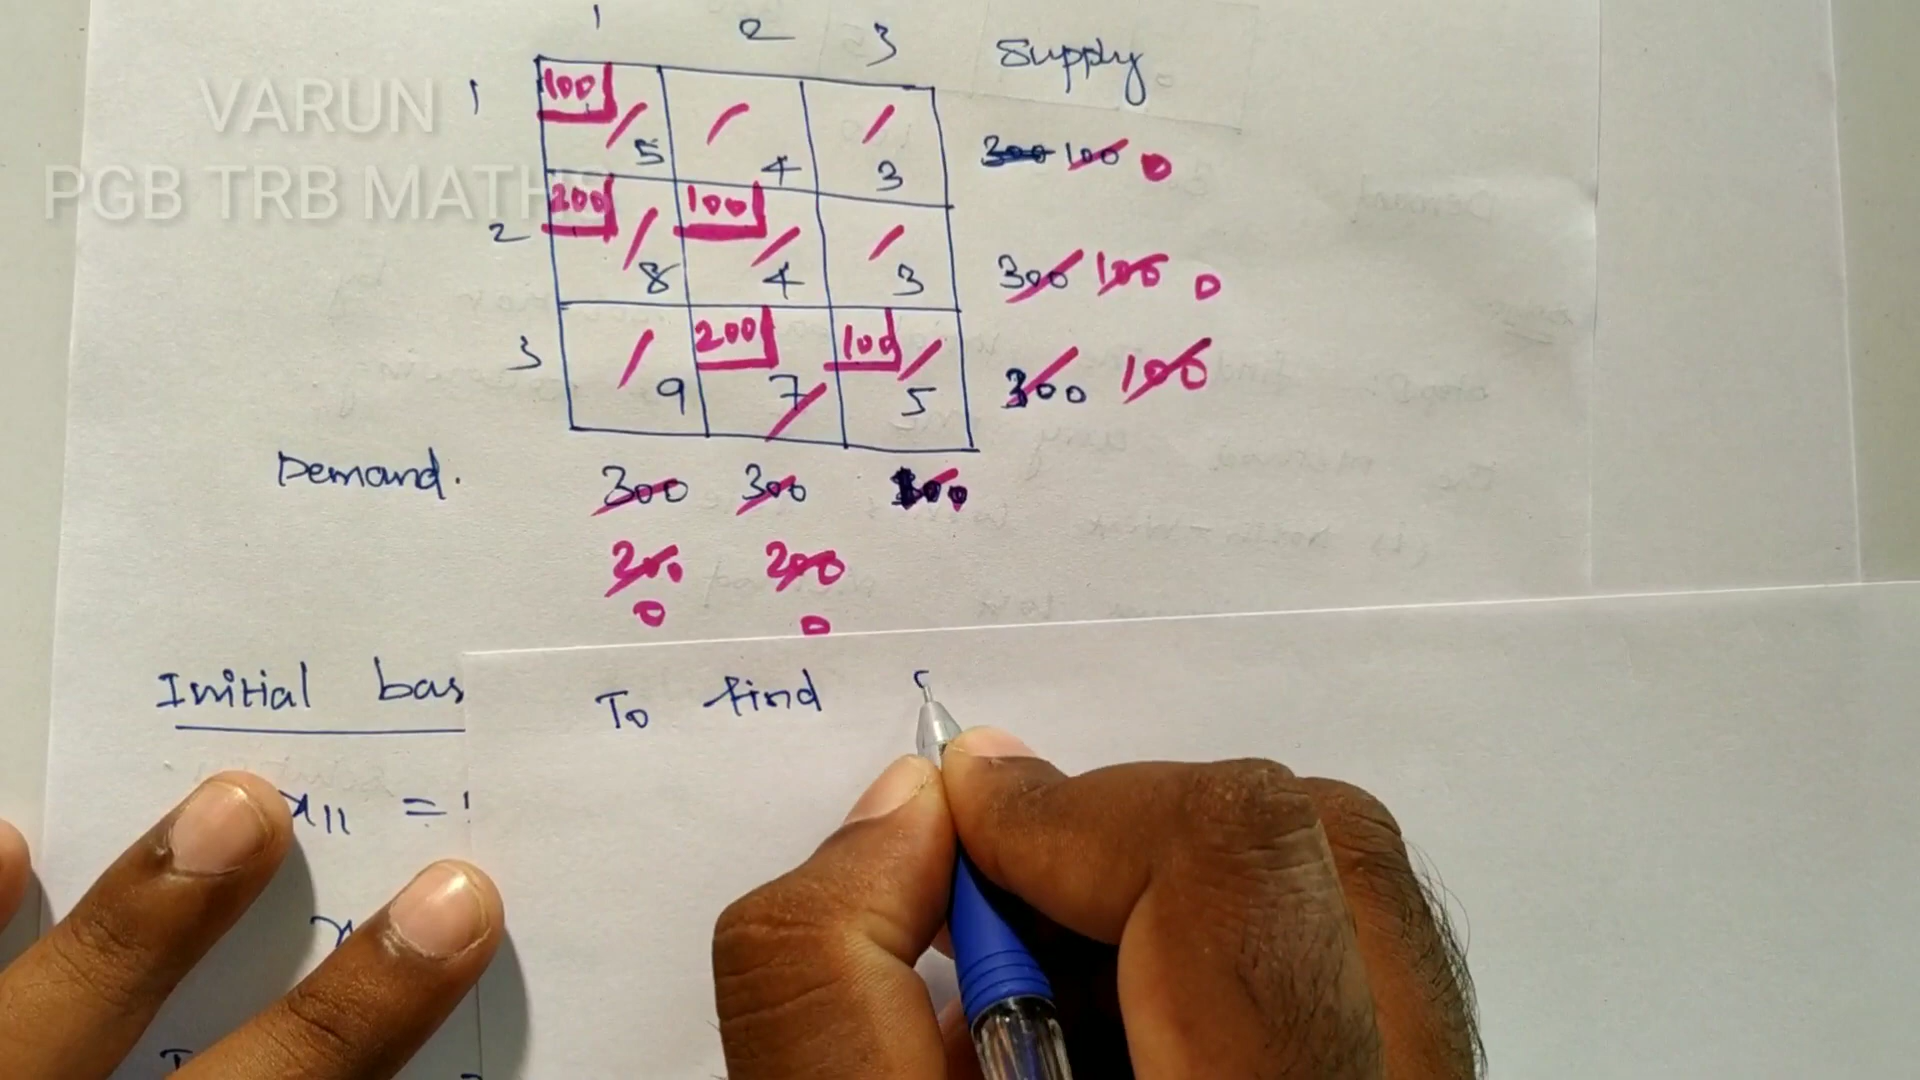 1 2 3 Supply
VARUN
PGB TRB MATHS
1 100 5 4 3 300 100 0
2 200 8 100 4 3 300 100 0
3 9 200 7 100 5 300 100
Demand. 300 300 100
200 200
0 0
Initial bas
To find
x11 =
x